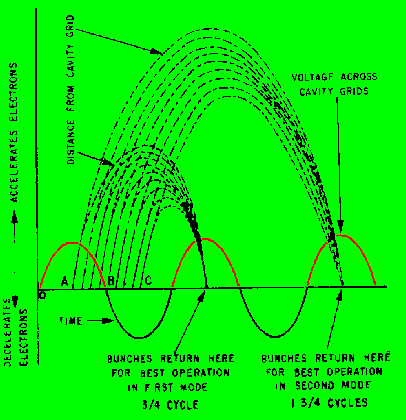 ACCELERATES ELECTRONS
DISTANCE FROM CAVITY GRID
VOLTAGE ACROSS
CAVITY GRIDS
A
B
C
O
DECELERATES
ELECTRONS
TIME
BUNCHES RETURN HERE
FOR BEST OPERATION
IN FIRST MODE
3/4 CYCLE
BUNCHES RETURN HERE
FOR BEST OPERATION
IN SECOND MODE
1 3/4 CYCLES